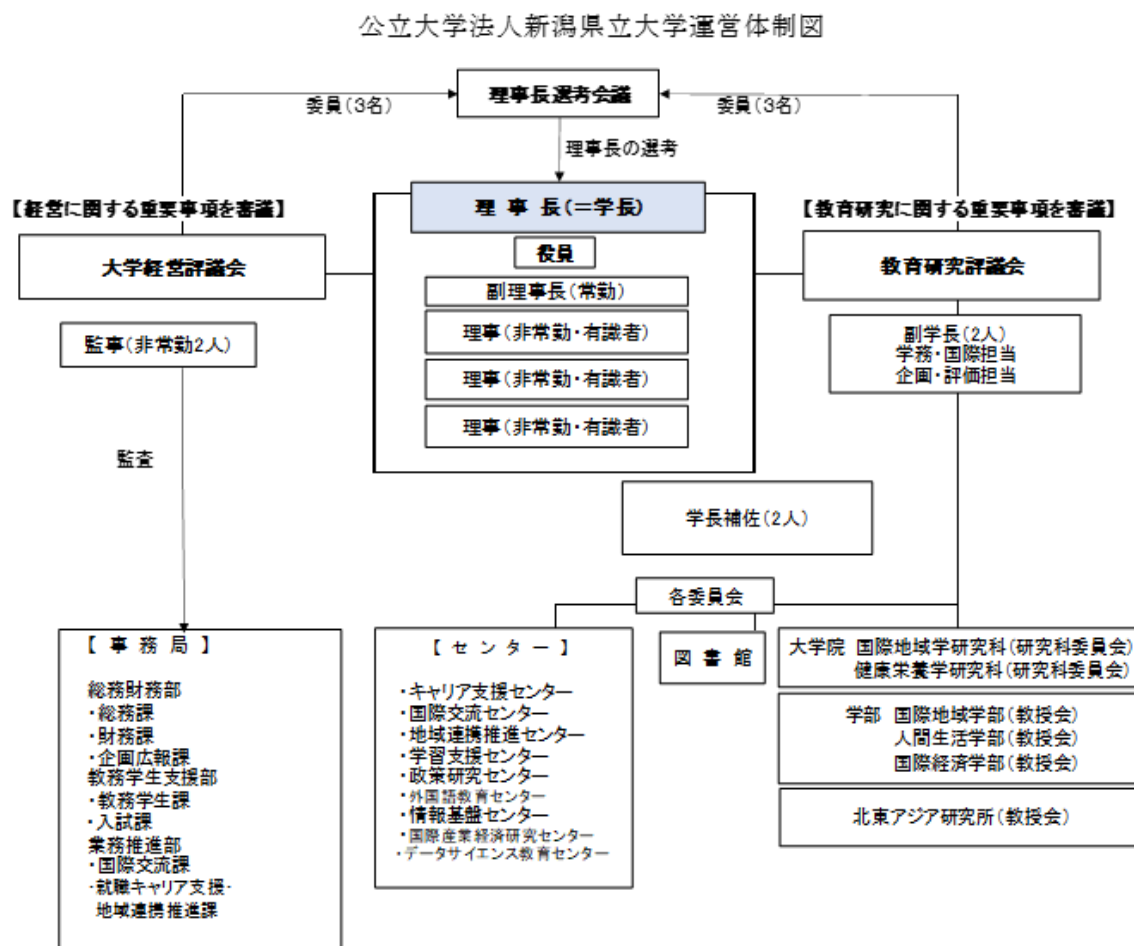 公立大学法人新潟県立大学運営体制図
理事長選考会議
委員(3名)
委員(3名)
理事長の選考
【経営に関する重要事項を審議】
大学経営評議会
監事(非常勤2人)
監査
理 事 長(=学長)
役員
副理事長(常勤)
理事(非常勤・有識者)
理事(非常勤・有識者)
理事(非常勤・有識者)
【教育研究に関する重要事項を審議】
教育研究評議会
副学長(2人)
学務・国際担当
企画・評価担当
学長補佐(2人)
各委員会
【 事 務 局 】
総務財務部
・総務課
・財務課
・企画広報課
教務学生支援部
・教務学生課
・入試課
業務推進部
・国際交流課
・就職キャリア支援・
地域連携推進課
【 セ ン タ ー 】
・キャリア支援センター
・国際交流センター
・地域連携推進センター
・学習支援センター
・政策研究センター
・外国語教育センター
・情報基盤センター
・国際産業経済研究センター
・データサイエンス教育センター
図 書 館
大学院 国際地域学研究科(研究科委員会)
健康栄養学研究科(研究科委員会)
学部 国際地域学部(教授会)
人間生活学部(教授会)
国際経済学部(教授会)
北東アジア研究所(教授会)